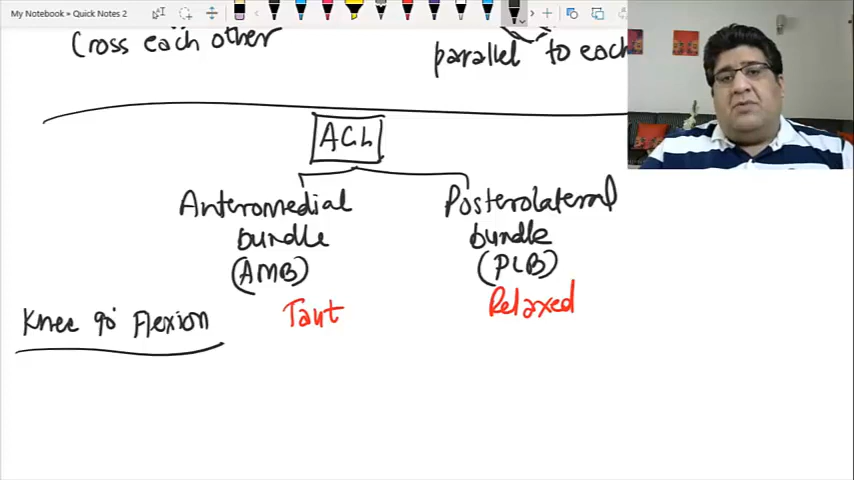 My Notebook » Quick Notes 2
Cross each other
parallel to each
ACL
Anteromedial
bundle
(AMB)
Posterolateral
bundle
(PLB)
Knee 90° Flexion
Taut
Relaxed